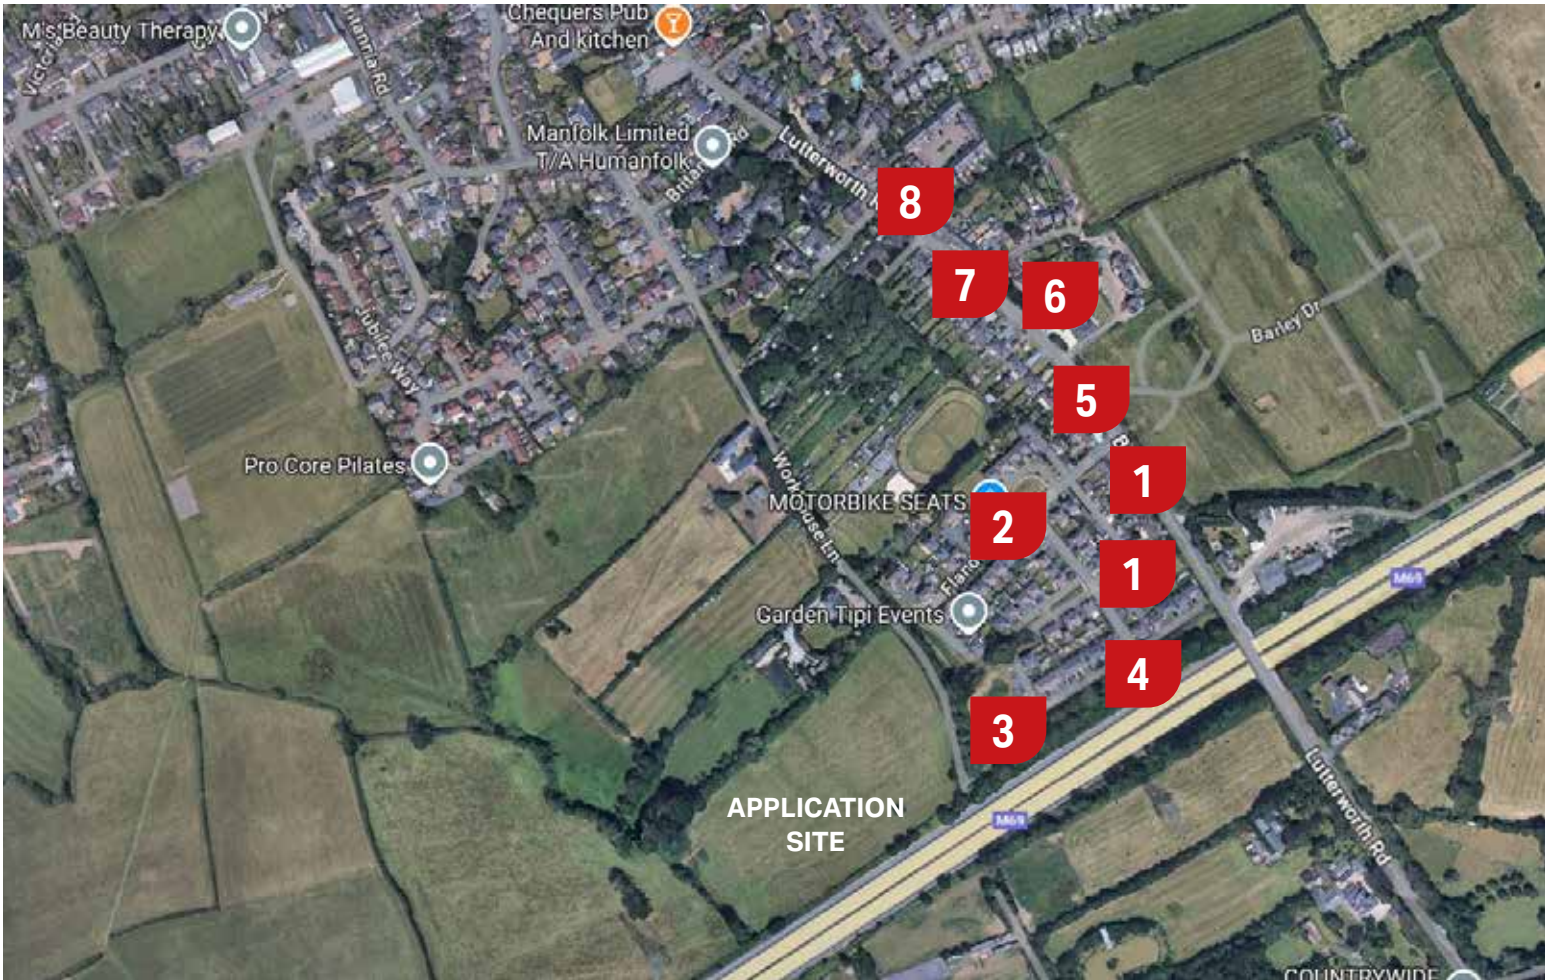 Chequers Pub
And kitchen
M's Beauty Therapy
Victoria
Rd
Manfolk Limited
T/A Humanfolk
Lutterworth
8
7
6
Barley Dr
Jubilee Way
5
Pro Core Pilates
1
Workhouse Ln
MOTORBIKE SEATS
2
1
M69
Garden Tipi Events
4
3
APPLICATION
SITE
M69
Lutterworth Rd
COUNTRYWIDE